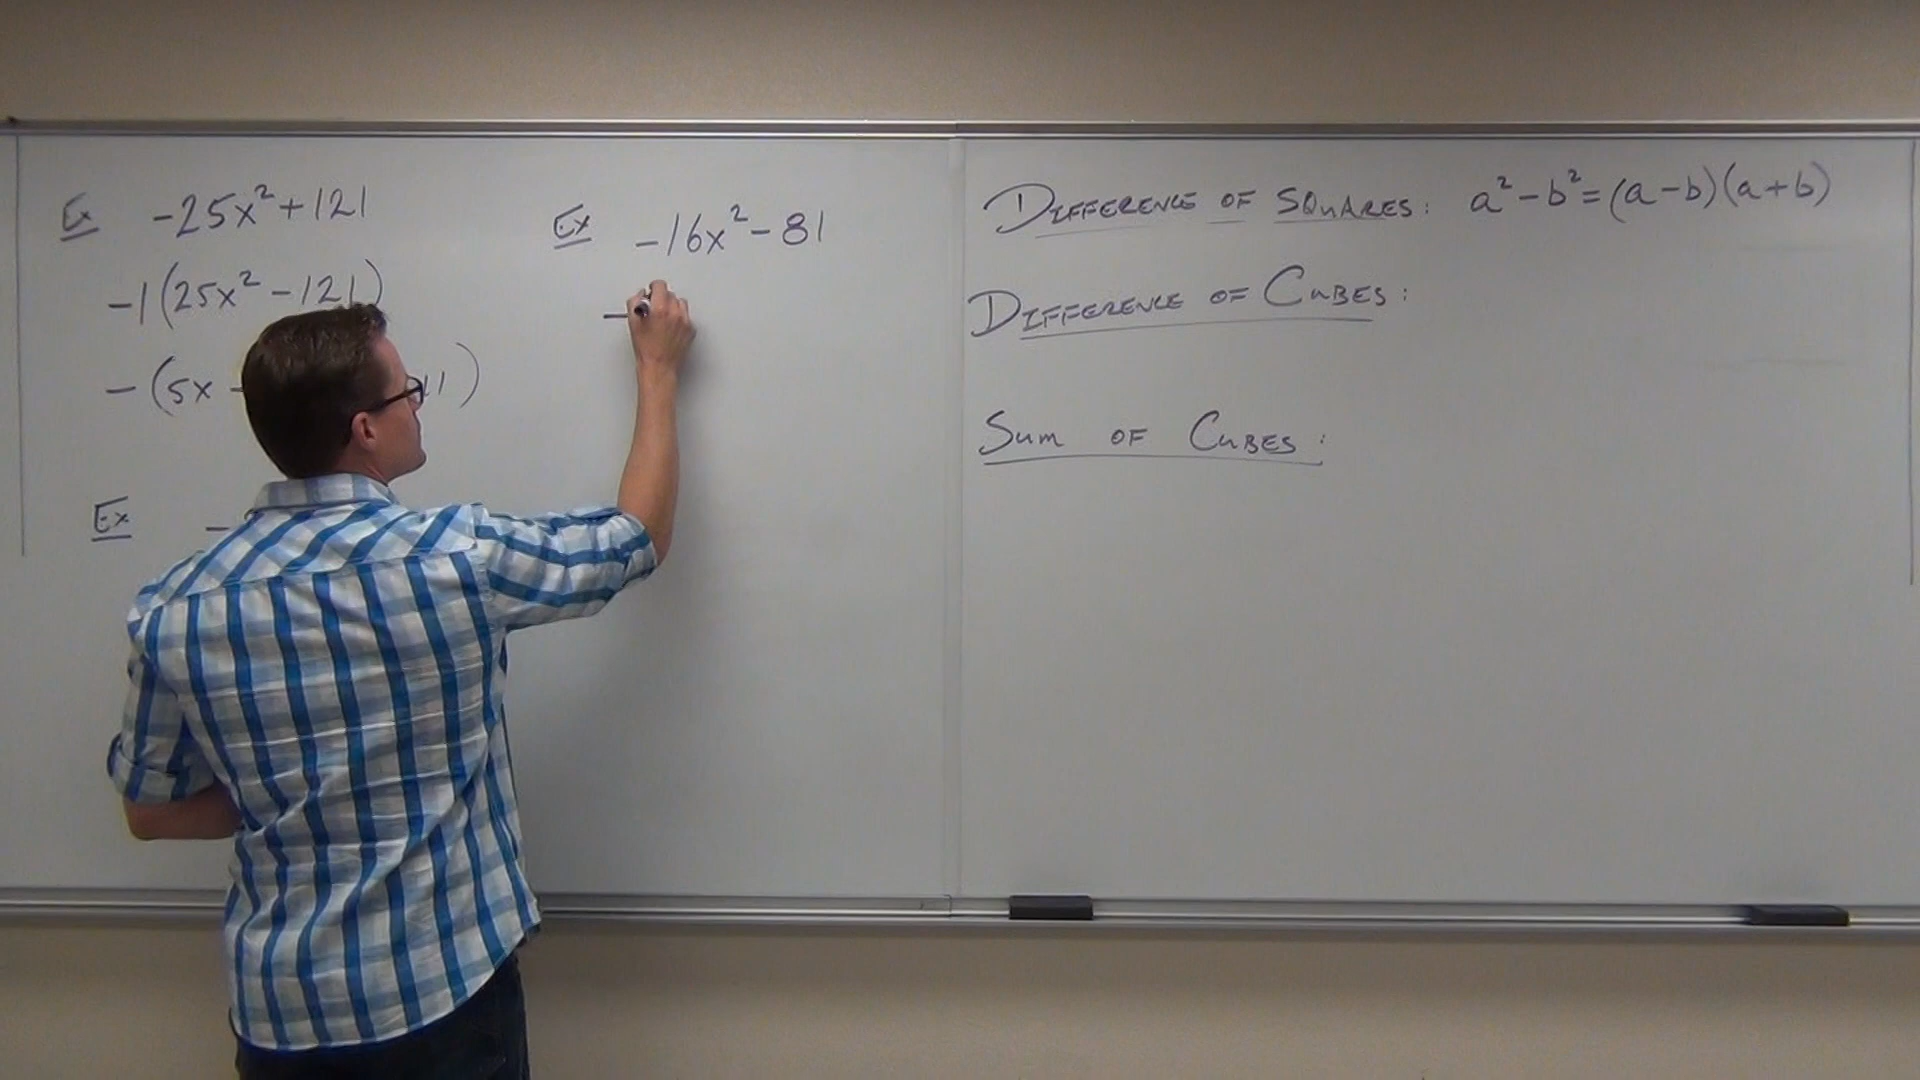 Ex -25x²+121
-1(25x²-121)
-(5x 11)
Ex -
Ex -16x²-81
-
DIFFERENCE OF SQUARES: a²-b²=(a-b)(a+b)
DIFFERENCE OF CUBES:
SUM OF CUBES: